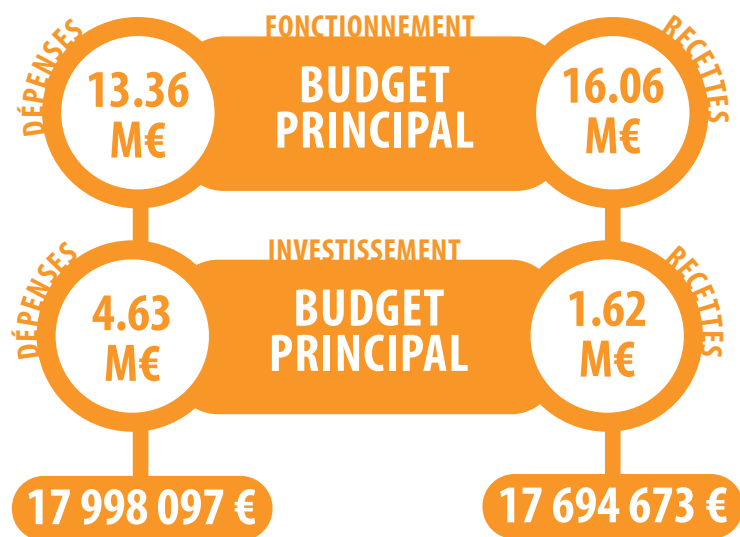 FONCTIONNEMENT
DÉPENSES
13.36
M€
BUDGET
PRINCIPAL
RECETTES
16.06
M€
INVESTISSEMENT
DÉPENSES
4.63
M€
BUDGET
PRINCIPAL
RECETTES
1.62
M€
17 998 097 €
17 694 673 €